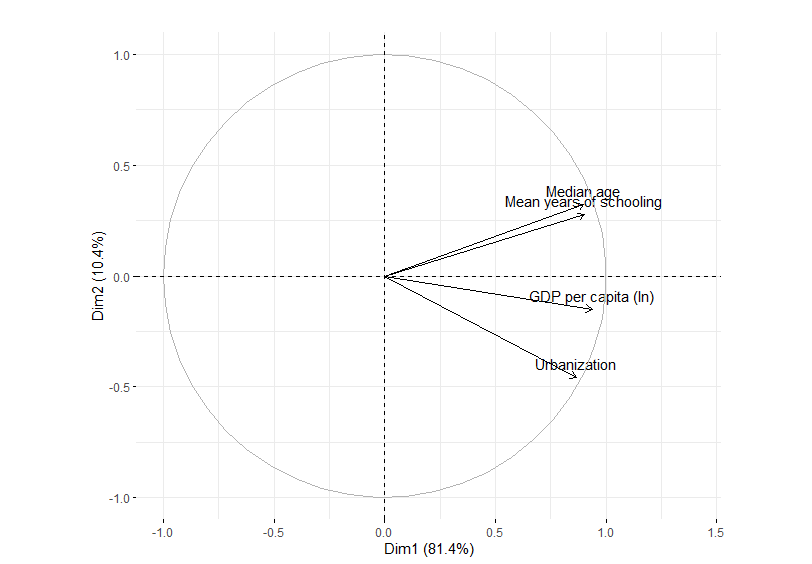 1.0
0.5
0.0
-0.5
-1.0
Dim2 (10.4%)
Median age
Mean years of schooling
GDP per capita (ln)
Urbanization
-1.0
-0.5
0.0
0.5
1.0
1.5
Dim1 (81.4%)